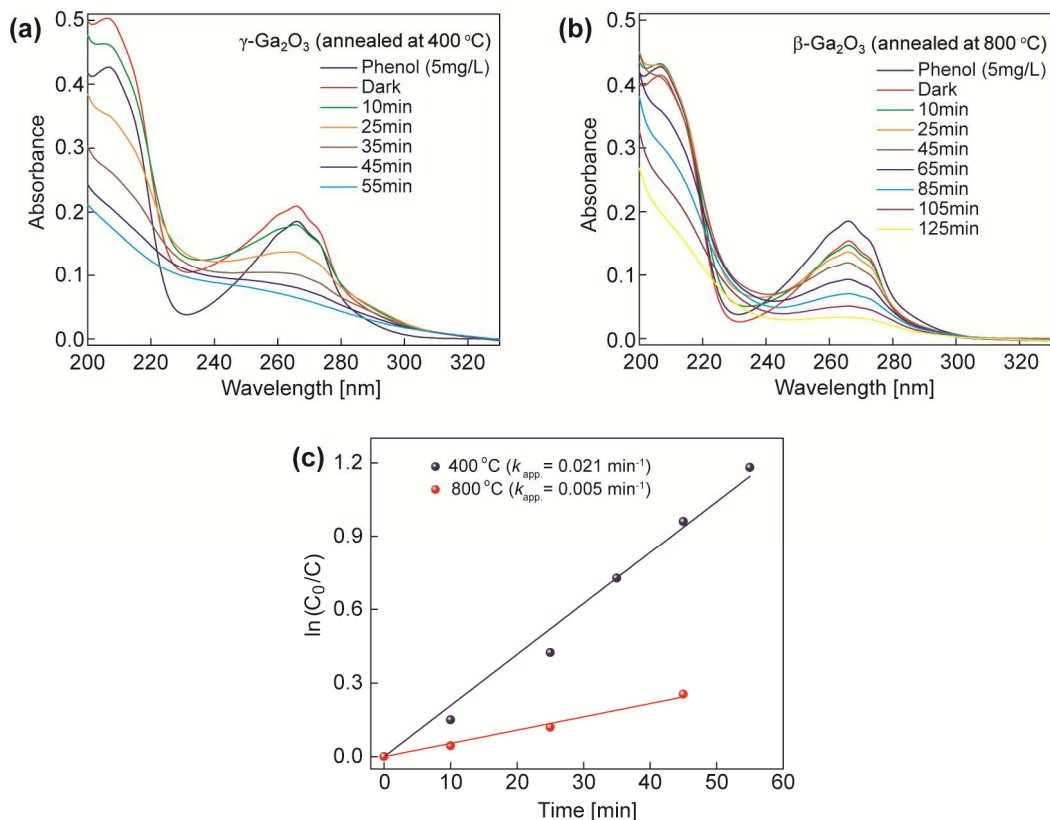 (a)
γ-Ga₂O₃ (annealed at 400 °C)
Phenol (5mg/L)
Dark
10min
25min
35min
45min
55min
Absorbance
0.5
0.4
0.3
0.2
0.1
0.0
200 220 240 260 280 300 320
Wavelength [nm]
(b)
β-Ga₂O₃ (annealed at 800 °C)
Phenol (5mg/L)
Dark
10min
25min
45min
65min
85min
105min
125min
Absorbance
0.5
0.4
0.3
0.2
0.1
0.0
200 220 240 260 280 300 320
Wavelength [nm]
(c)
400 °C (k app. = 0.021 min⁻¹)
800 °C (k app. = 0.005 min⁻¹)
ln (C₀/C)
1.2
0.9
0.6
0.3
0.0
0 10 20 30 40 50 60
Time [min]